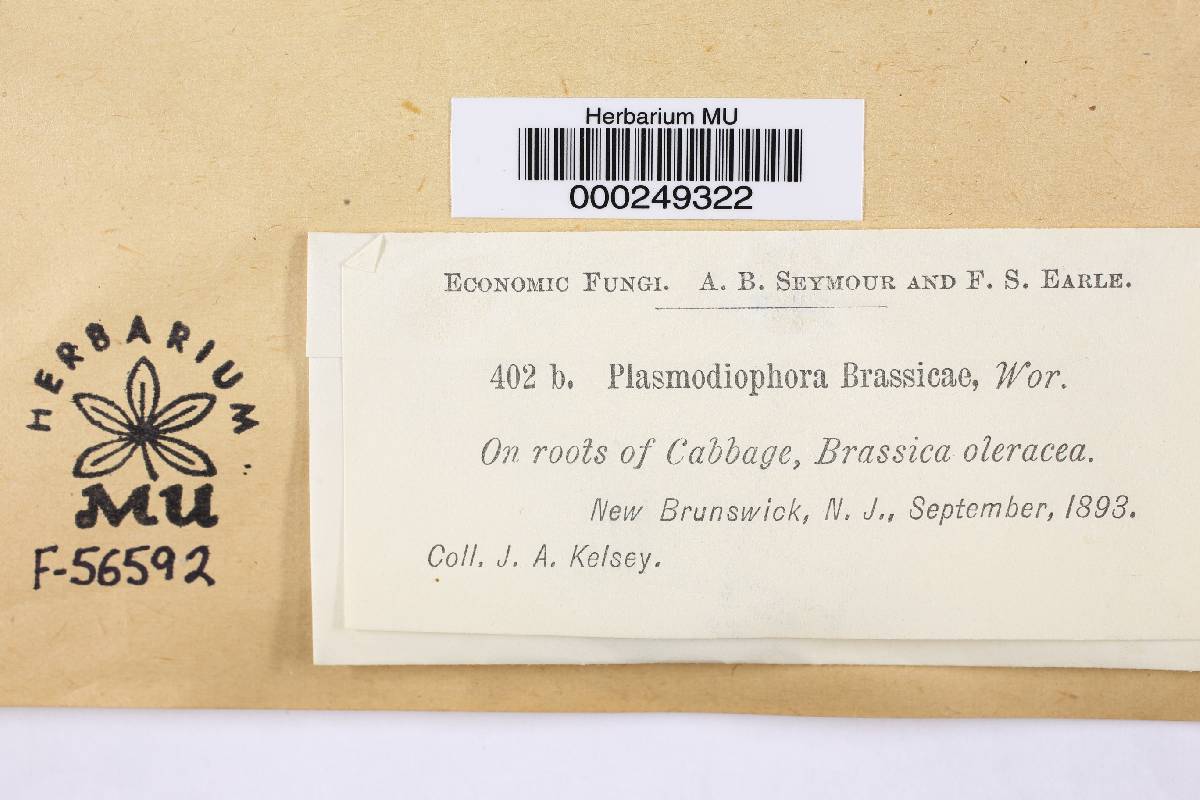 Herbarium MU
000249322
ECONOMIC FUNGI. A. B. SEYMOUR AND F. S. EARLE.
402 b. Plasmodiophora Brassicae, Wor.
On roots of Cabbage, Brassica oleracea.
New Brunswick, N. J., September, 1893.
Coll. J. A. Kelsey.
HERBARIUM
MU
F-56592